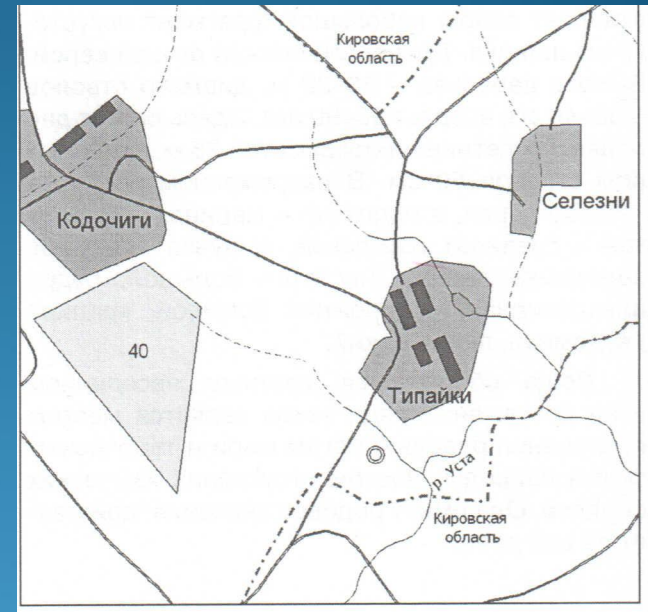 Кировская
область
Селезни
Кодочиги
40
Типайки
р. Уста
Кировская
область